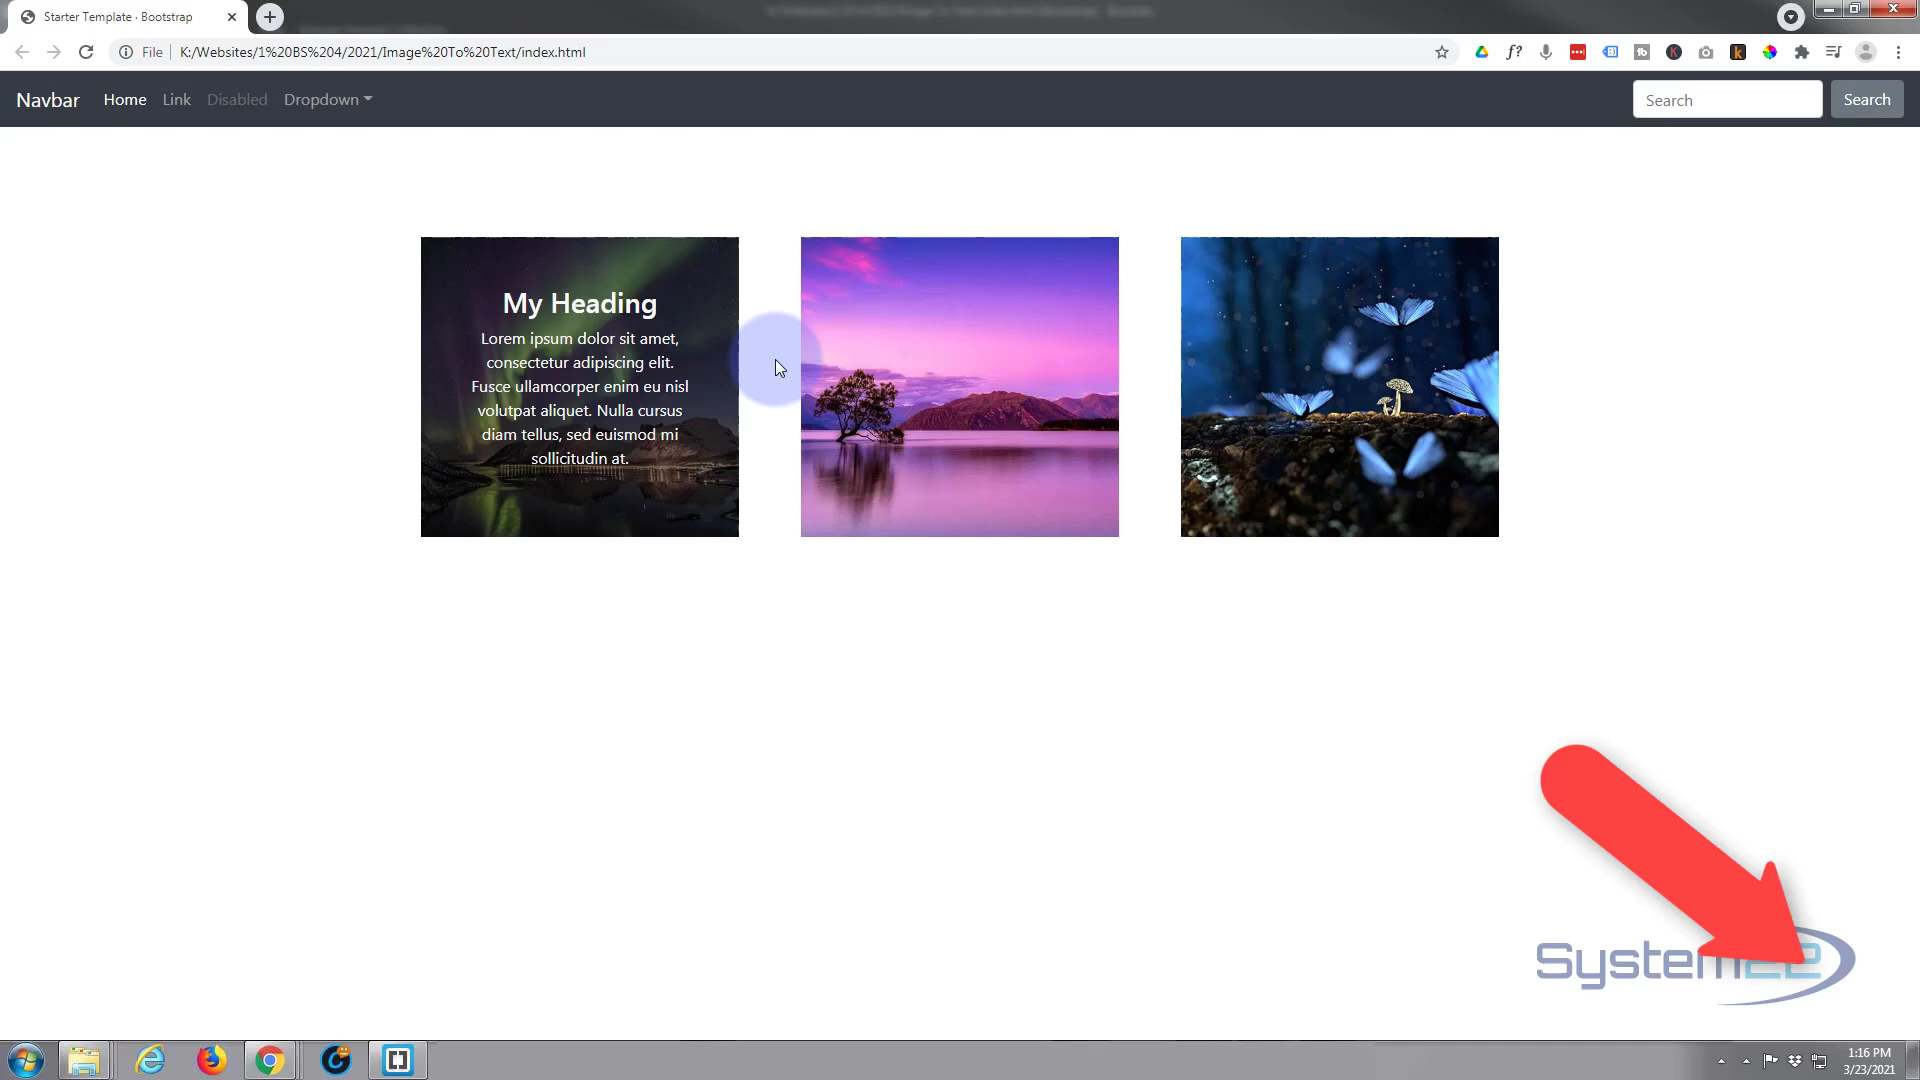 Starter Template · Bootstrap
File
K:/Websites/1%20BS%204/2021/Image%20To%20Text/index.html
f?
Navbar
Home
Link
Disabled
Dropdown
Search
Search
My Heading
Lorem ipsum dolor sit amet,
consectetur adipiscing elit.
Fusce ullamcorper enim eu nisl
volutpat aliquet. Nulla cursus
diam tellus, sed euismod mi
sollicitudin at.
System22
1:16 PM
3/23/2021